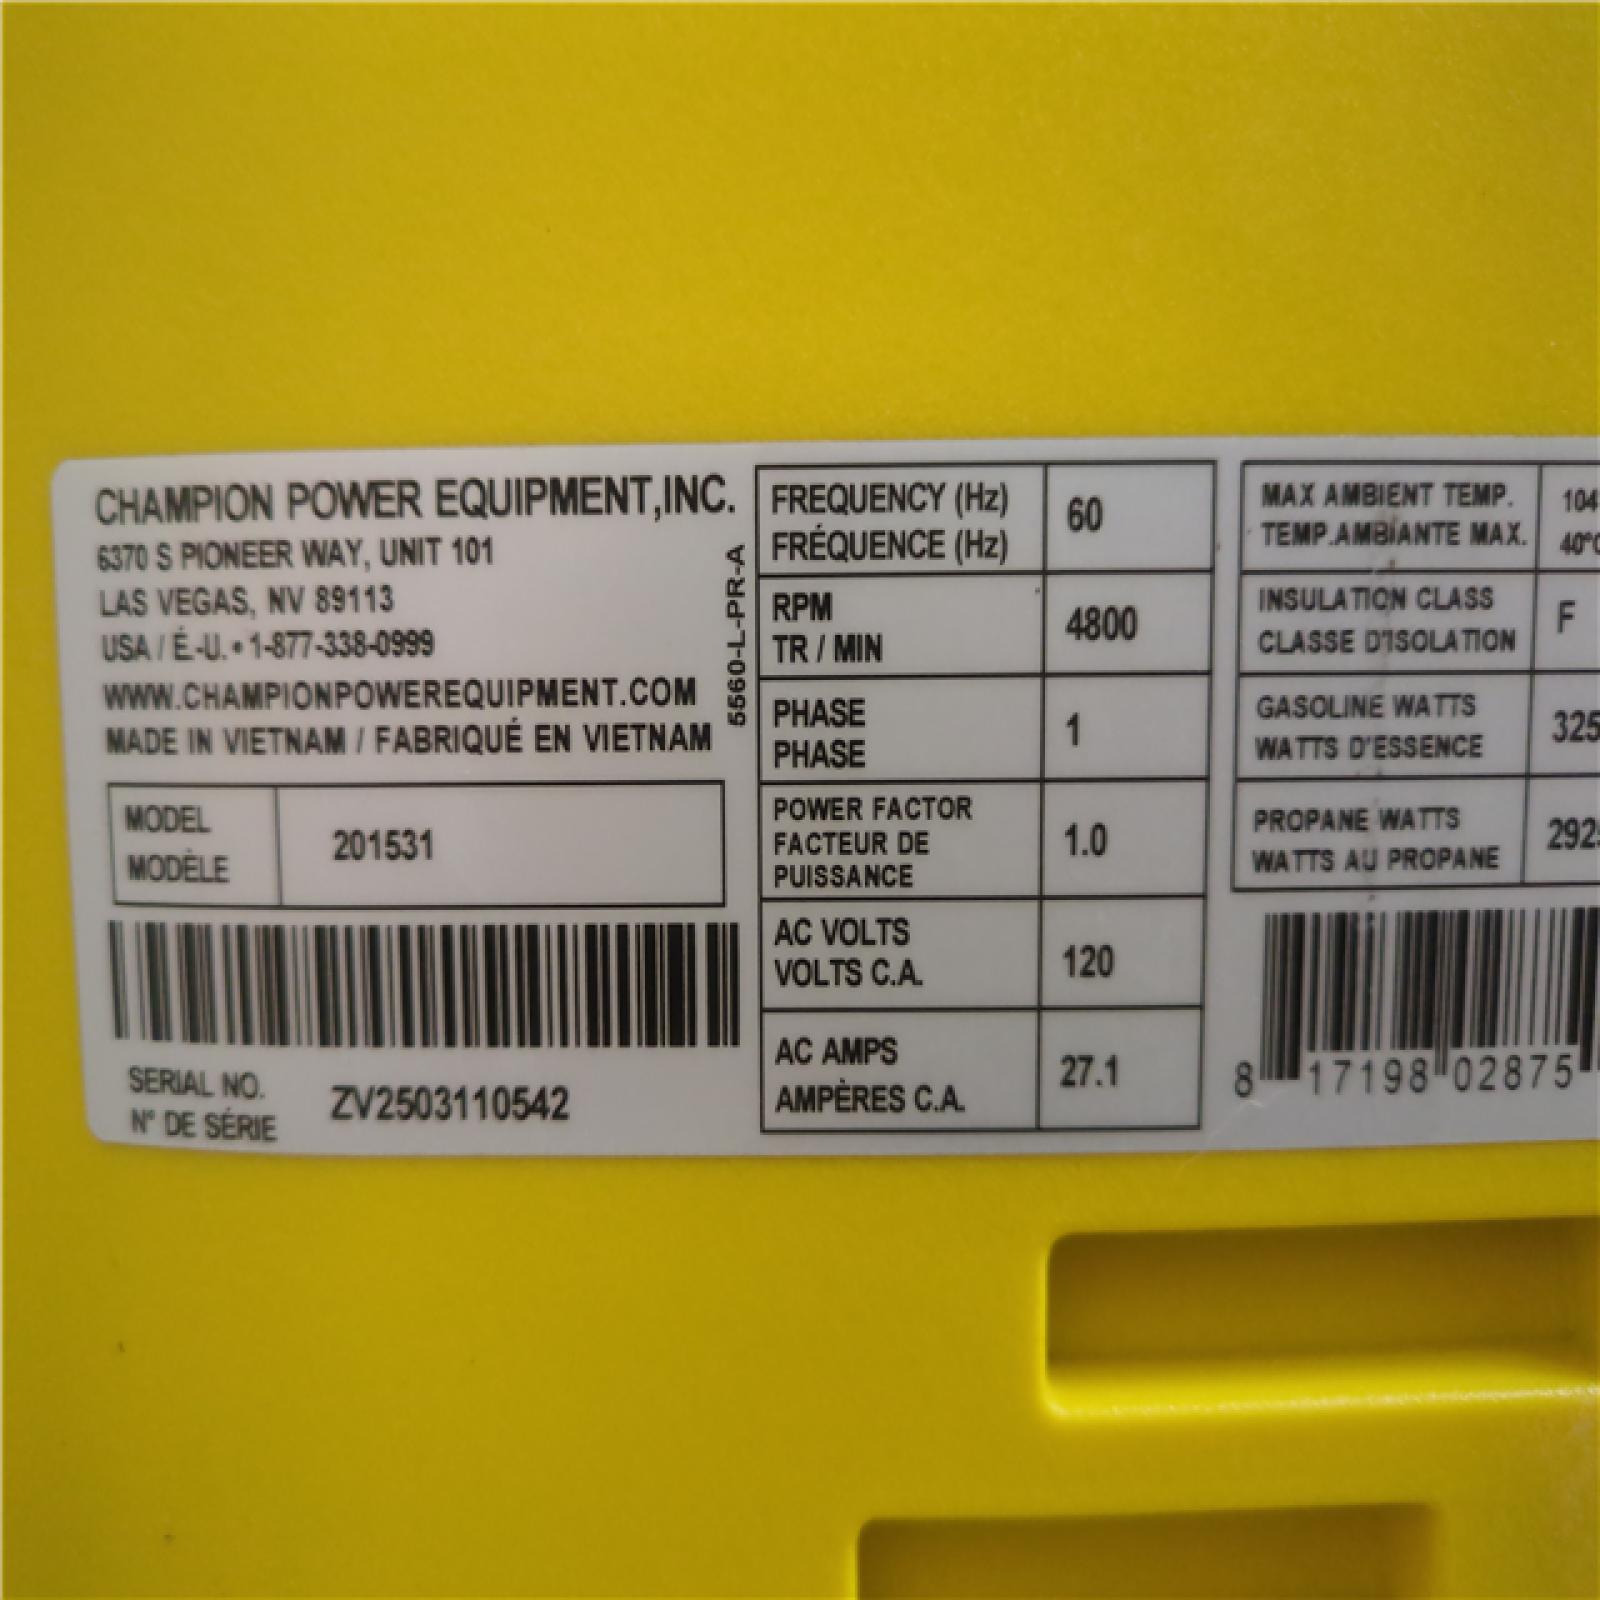 CHAMPION POWER EQUIPMENT,INC.
6370 S PIONEER WAY, UNIT 101
LAS VEGAS, NV 89113
USA / É.-U. • 1-877-338-0999
WWW.CHAMPIONPOWEREQUIPMENT.COM
MADE IN VIETNAM / FABRIQUÉ EN VIETNAM
5560-L-PR-A
MODEL
MODÈLE
201531
SERIAL NO.
N° DE SÉRIE
ZV2503110542
FREQUENCY (Hz)
FRÉQUENCE (Hz)
60
RPM
TR / MIN
4800
PHASE
PHASE
1
POWER FACTOR
FACTEUR DE
PUISSANCE
1.0
AC VOLTS
VOLTS C.A.
120
AC AMPS
AMPÈRES C.A.
27.1
MAX AMBIENT TEMP.
TEMP.AMBIANTE MAX.
104
40°C
INSULATION CLASS
CLASSE D'ISOLATION
F
GASOLINE WATTS
WATTS D'ESSENCE
325
PROPANE WATTS
WATTS AU PROPANE
292
8 17198 02875